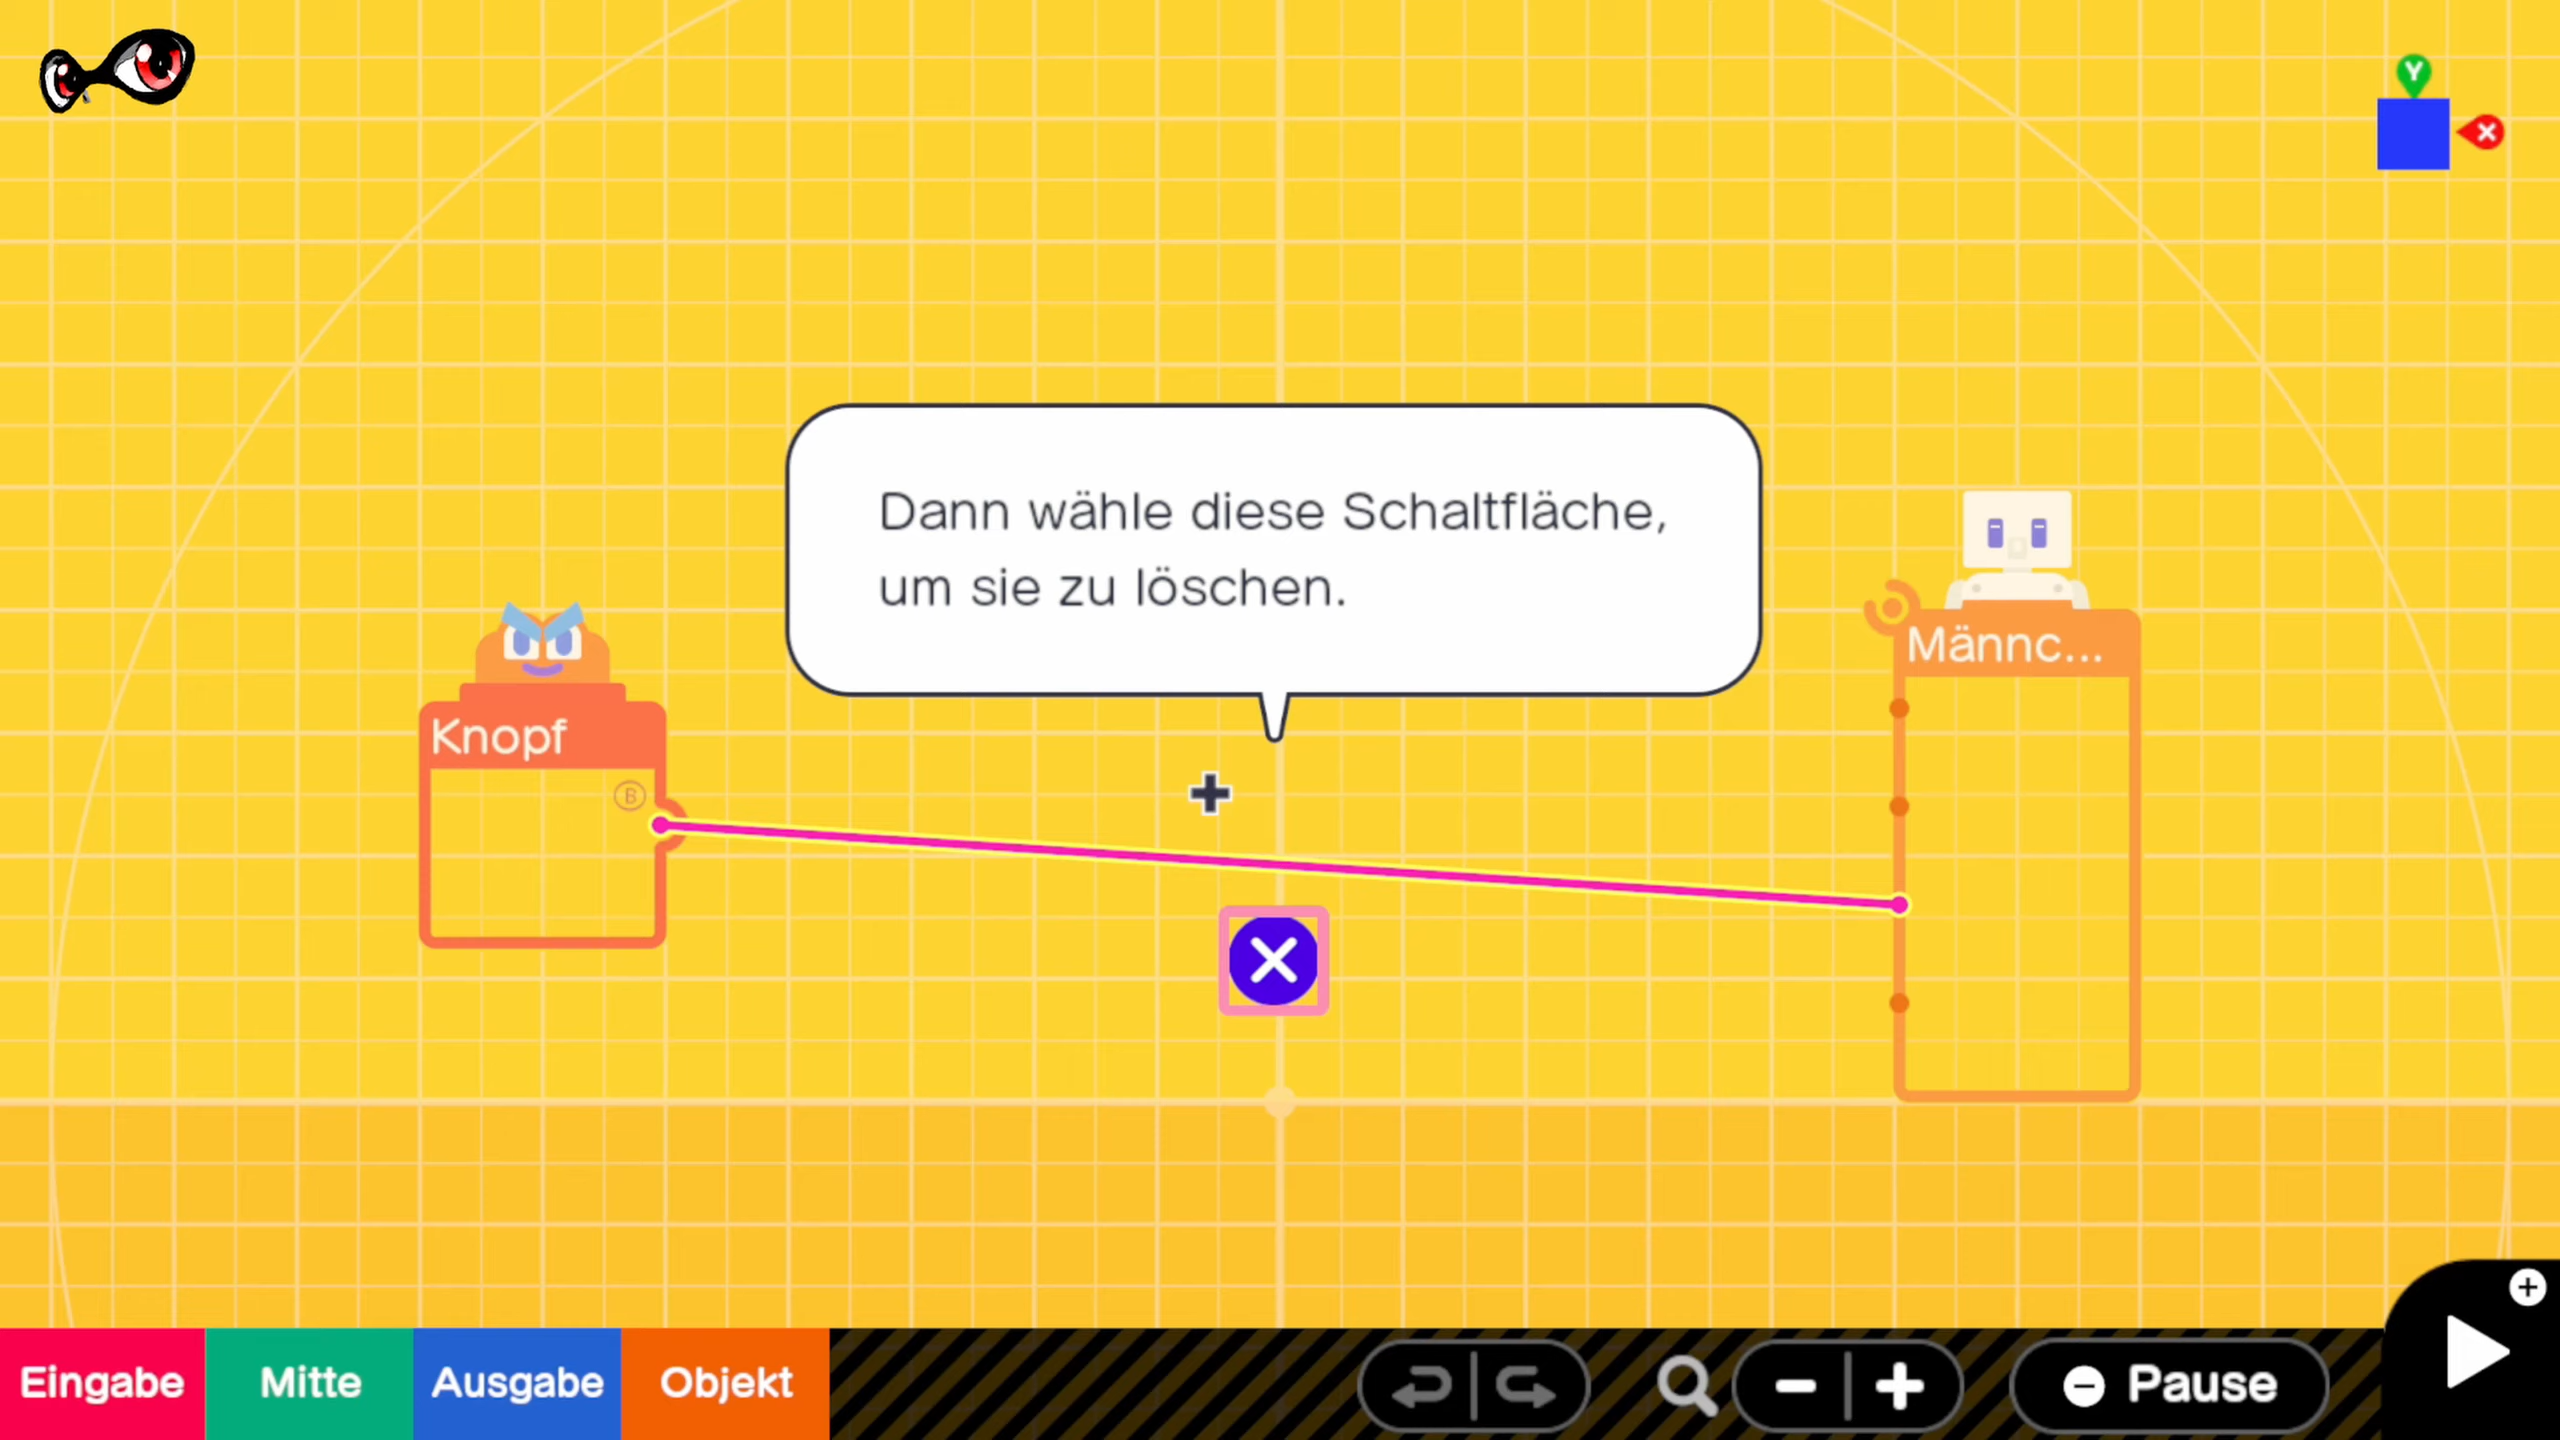 Y
X
Dann wähle diese Schaltfläche,
um sie zu löschen.
Männc...
Knopf
B
Eingabe
Mitte
Ausgabe
Objekt
Pause